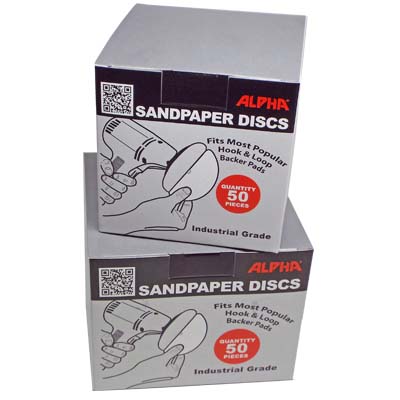 ALPHA
SANDPAPER DISCS
Fits Most Popular
Hook & Loop
Backer Pads
QUANTITY
50
PIECES
Industrial Grade
ALPHA
SANDPAPER DISCS
Fits Most Popular
Hook & Loop
Backer Pads
QUANTITY
50
PIECES
Industrial Grade